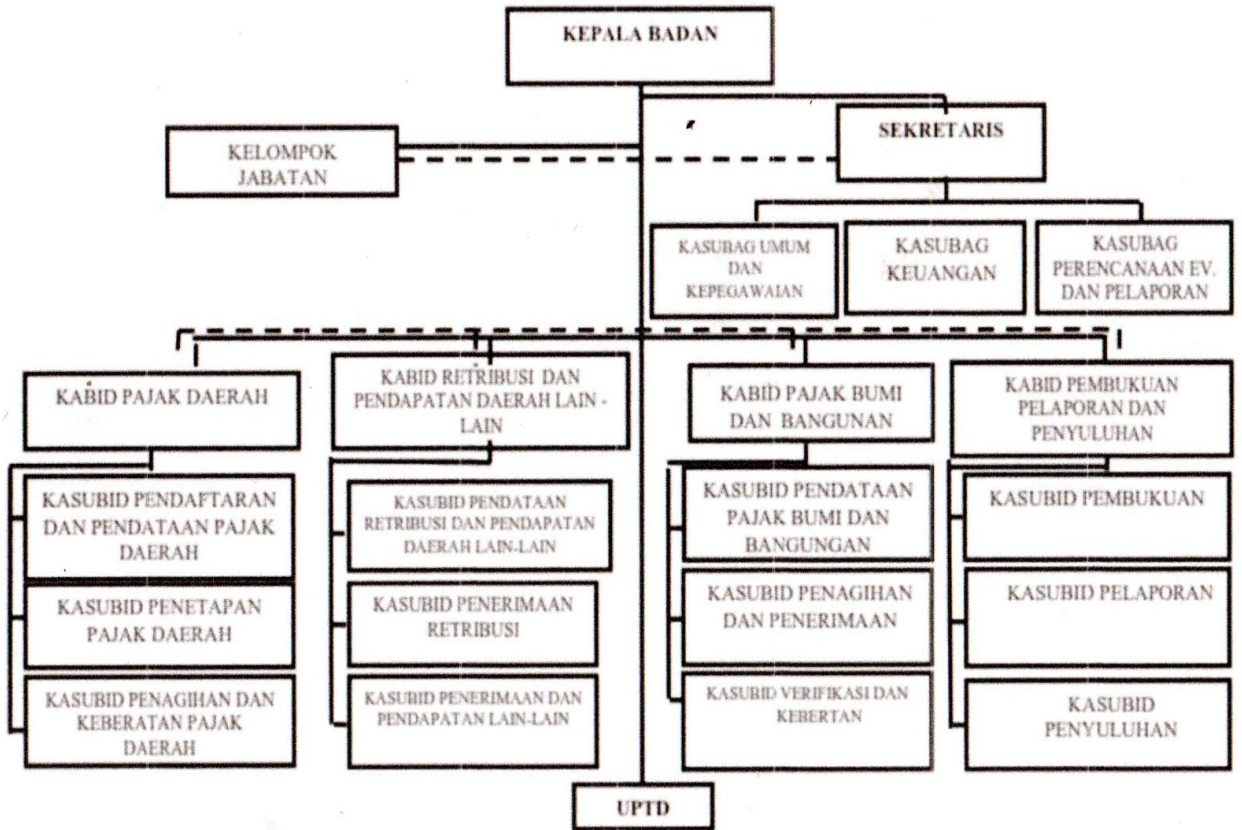 KEPALA BADAN
SEKRETARIS
KELOMPOK
JABATAN
KASUBAG UMUM
DAN
KEPEGAWAIAN
KASUBAG
KEUANGAN
KASUBAG
PERENCANAAN EV.
DAN PELAPORAN
KABID PAJAK DAERAH
KABID RETRIBUSI DAN
PENDAPATAN DAERAH LAIN -
LAIN
KABID PAJAK BUMI
DAN BANGUNAN
KABID PEMBUKUAN
PELAPORAN DAN
PENYULUHAN
KASUBID PENDAFTARAN
DAN PENDATAAN PAJAK
DAERAH
KASUBID PENDATAAN
RETRIBUSI DAN PENDAPATAN
DAERAH LAIN-LAIN
KASUBID PENDATAAN
PAJAK BUMI DAN
BANGUNGAN
KASUBID PEMBUKUAN
KASUBID PENETAPAN
PAJAK DAERAH
KASUBID PENERIMAAN
RETRIBUSI
KASUBID PENAGIHAN
DAN PENERIMAAN
KASUBID PELAPORAN
KASUBID PENAGIHAN DAN
KEBERATAN PAJAK
DAERAH
KASUBID PENERIMAAN DAN
PENDAPATAN LAIN-LAIN
KASUBID VERIFIKASI DAN
KEBERTAN
KASUBID
PENYULUHAN
UPTD